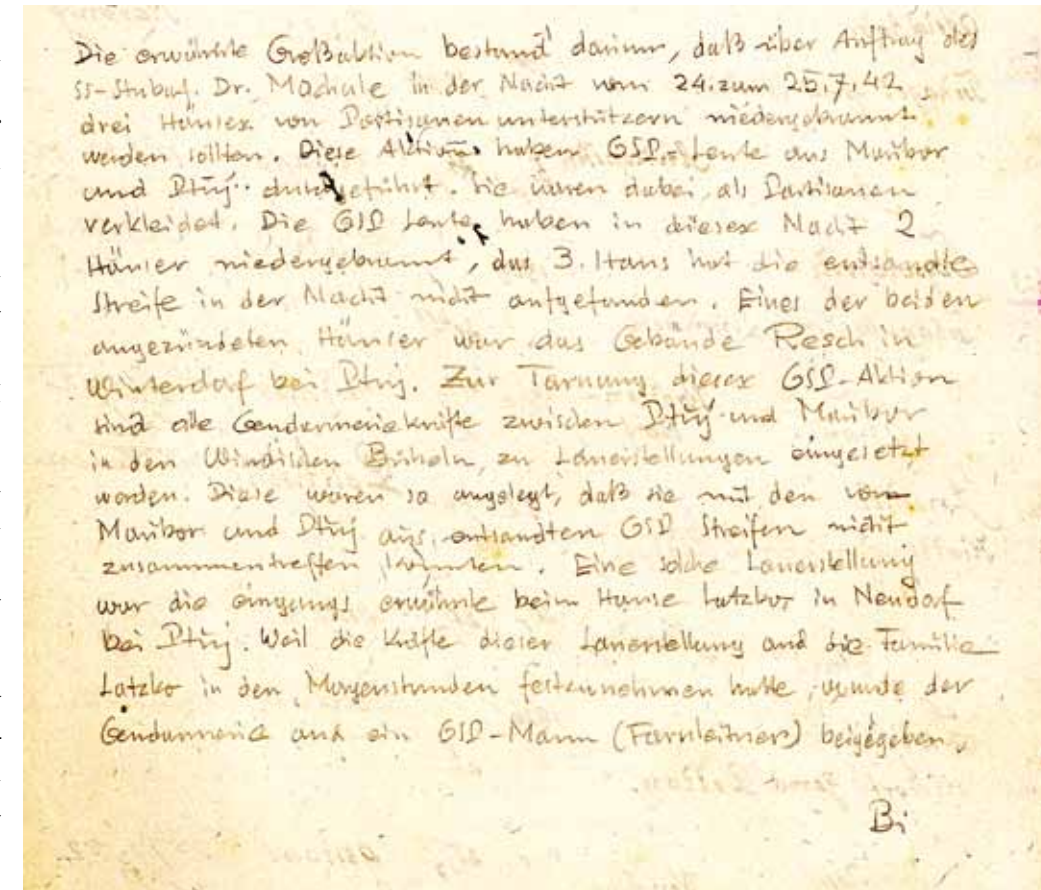 Die erwähnte Großaktion bestand darinn, daß über Auftrag des
SS-Stubaf. Dr. Machule in der Nacht vom 24. zum 25.7.42
drei Häuser von Partisanenunterstützern niedergebrannt
werden sollten. Diese Aktion haben GSP-Leute aus Maribor
und Ptuj durchgeführt. Sie waren dabei als Partisanen
verkleidet. Die GSP Leute haben in dieser Nacht 2
Häuser niedergebrannt, das 3. Haus hat die entsandte
Streife in der Nacht nicht aufgefunden. Eines der beiden
angezündeten Häuser war das Gebäude Resch in
Winterdorf bei Ptuj. Zur Tarnung dieser GSP-Aktion
sind alle Gendarmeriekräfte zwischen Ptuj und Maribor
in den Windischen Büheln, zu Lauerstellungen eingesetzt
worden. Diese waren so angelegt, daß sie mit den von
Maribor und Ptuj aus entsandten GSP Streifen nicht
zusammentreffen konnten. Eine solche Lauerstellung
war die eingangs erwähnte beim Hause Latzko in Neudorf
bei Ptuj. Weil die Kräfte dieser Lauerstellung auch die Familie
Latzko in den Morgenstunden festzunehmen hatte, wurde der
Gendarmerie auch ein GSP-Mann (Farnleitner) beigegeben.
Bi